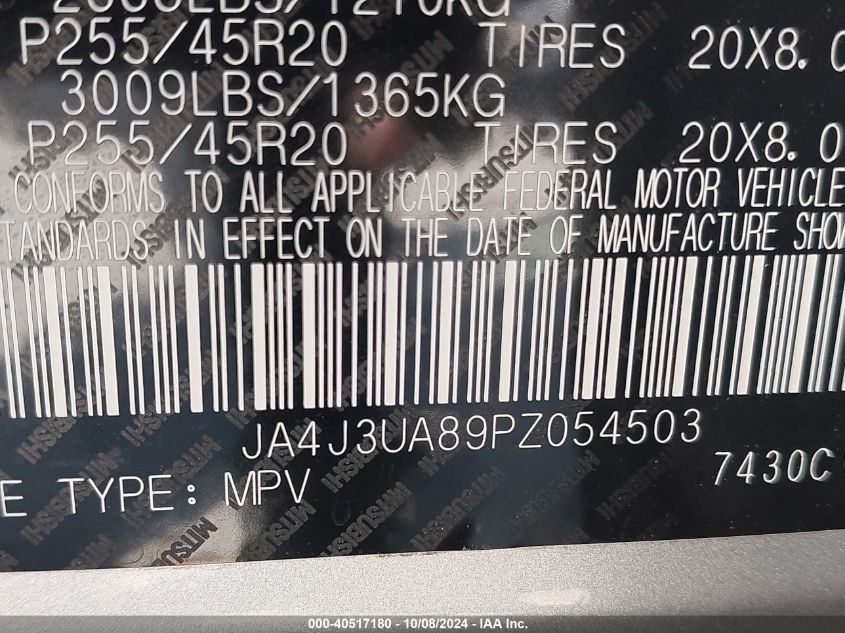 P255/45R20 TIRES 20X8.0
3009LBS/1365KG
P255/45R20 TIRES 20X8.0
CONFORMS TO ALL APPLICABLE FEDERAL MOTOR VEHICLE
STANDARDS IN EFFECT ON THE DATE OF MANUFACTURE SHOW
JA4J3UA89PZ054503
7430C
E TYPE: MPV
MITSUBISHI
000-40517180 - 10/08/2024 - IAA Inc.